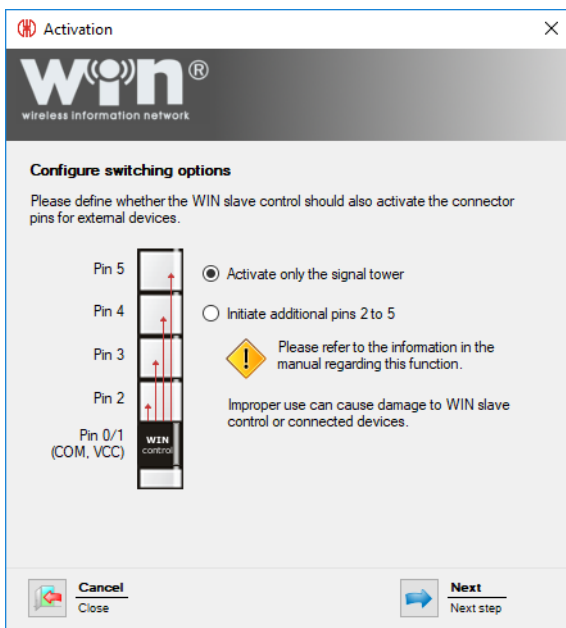 Activation
WIN®
wireless information network
Configure switching options
Please define whether the WIN slave control should also activate the connector
pins for external devices.
Pin 5
Activate only the signal tower
Pin 4
Initiate additional pins 2 to 5
Pin 3
Please refer to the information in the
manual regarding this function.
Pin 2
Improper use can cause damage to WIN slave
control or connected devices.
Pin 0/1
(COM, VCC)
WIN
control
Cancel
Close
Next
Next step